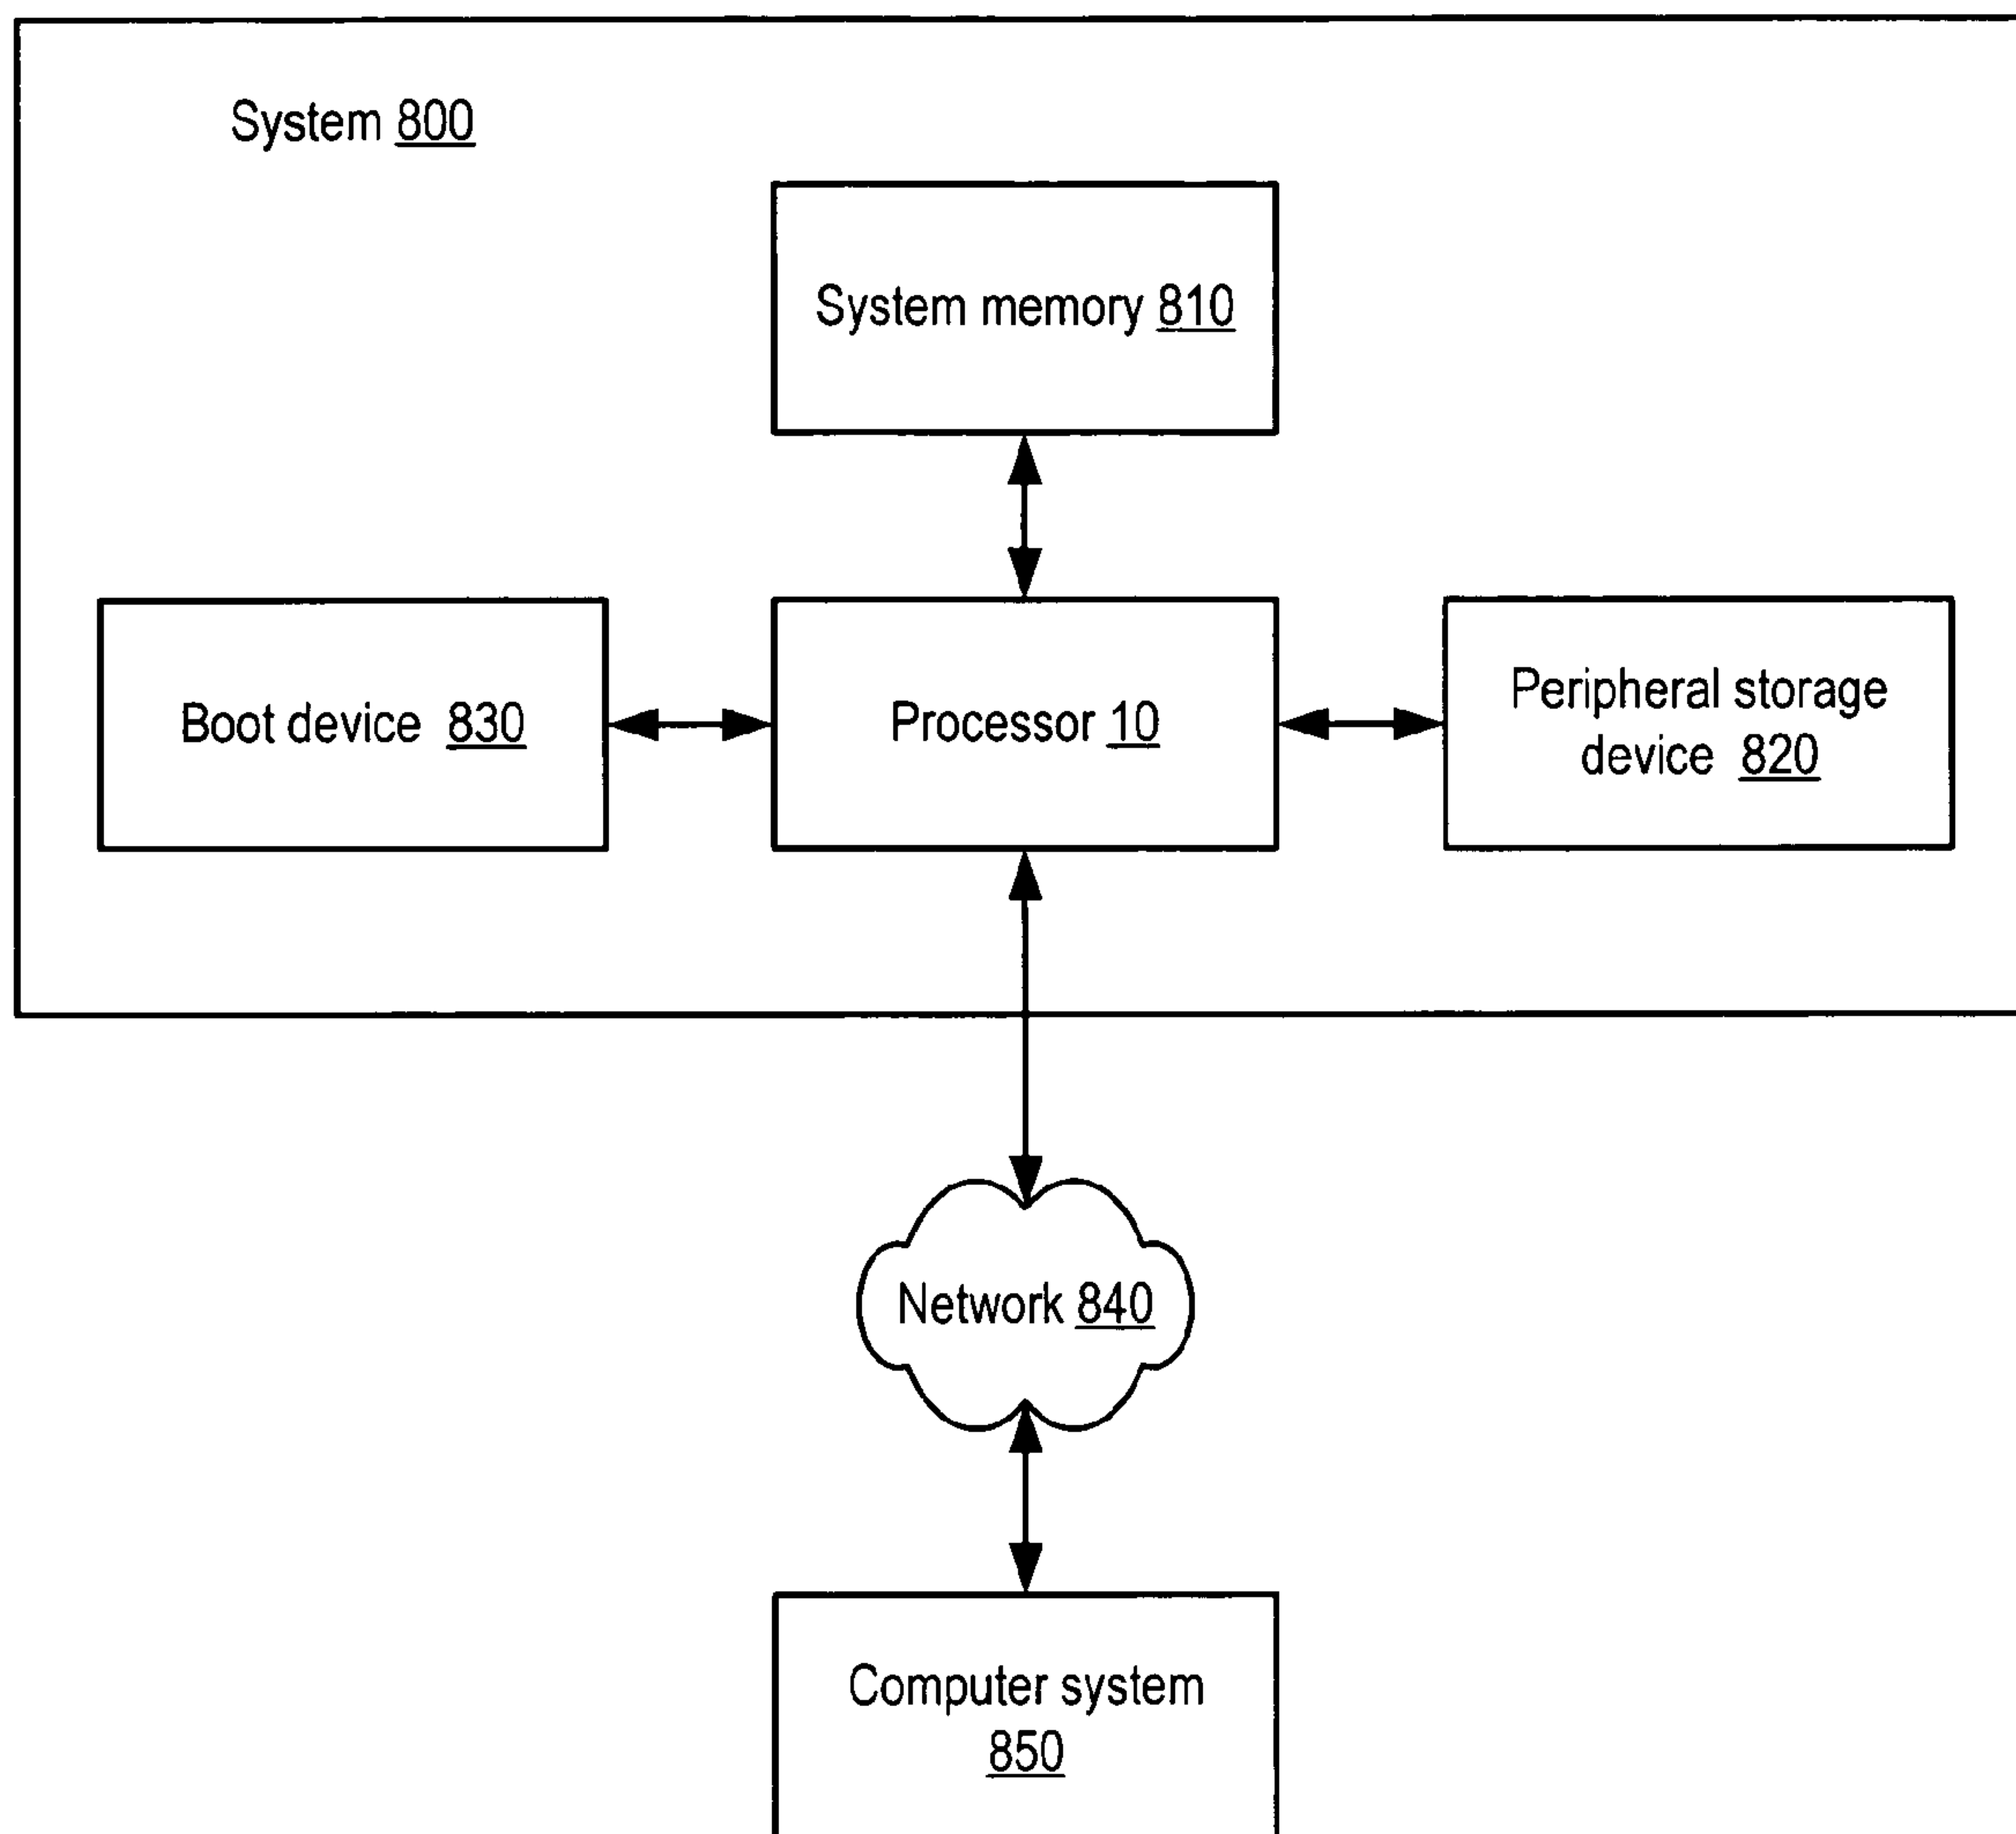 System 800
System memory 810
Boot device 830
Processor 10
Peripheral storage
device 820
Network 840
Computer system
850